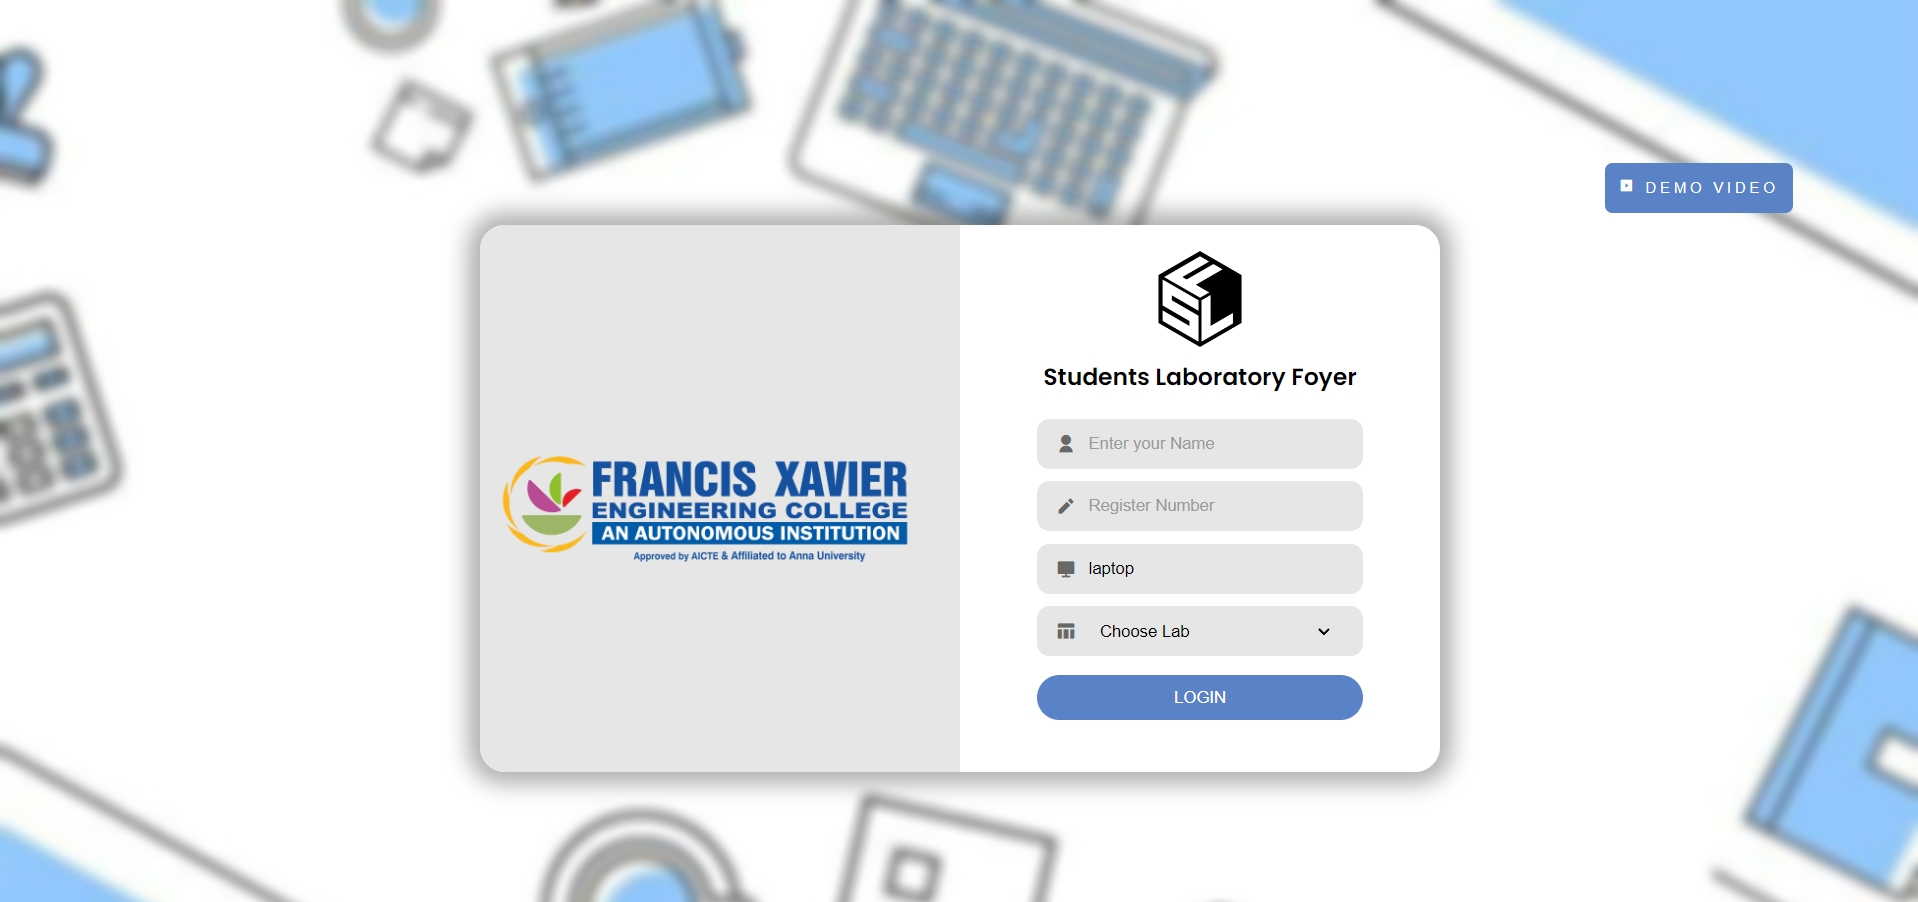 DEMO VIDEO
FRANCIS XAVIER
ENGINEERING COLLEGE
AN AUTONOMOUS INSTITUTION
Approved by AICTE & Affiliated to Anna University
SLF
Students Laboratory Foyer
Enter your Name
Register Number
laptop
Choose Lab
LOGIN